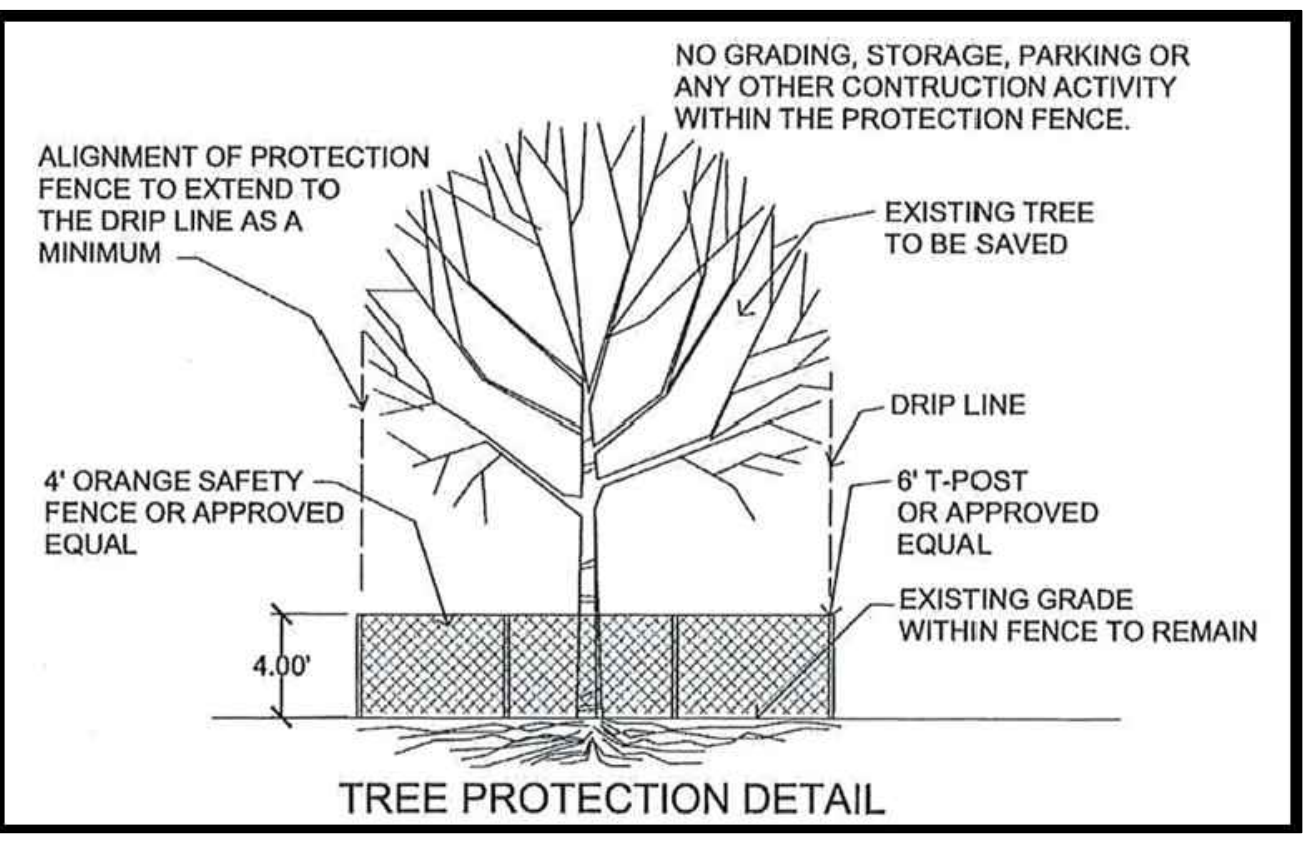 NO GRADING, STORAGE, PARKING OR
ANY OTHER CONTRUCTION ACTIVITY
WITHIN THE PROTECTION FENCE.
ALIGNMENT OF PROTECTION
FENCE TO EXTEND TO
THE DRIP LINE AS A
MINIMUM
EXISTING TREE
TO BE SAVED
DRIP LINE
4' ORANGE SAFETY
FENCE OR APPROVED
EQUAL
6' T-POST
OR APPROVED
EQUAL
EXISTING GRADE
WITHIN FENCE TO REMAIN
4.00'
TREE PROTECTION DETAIL